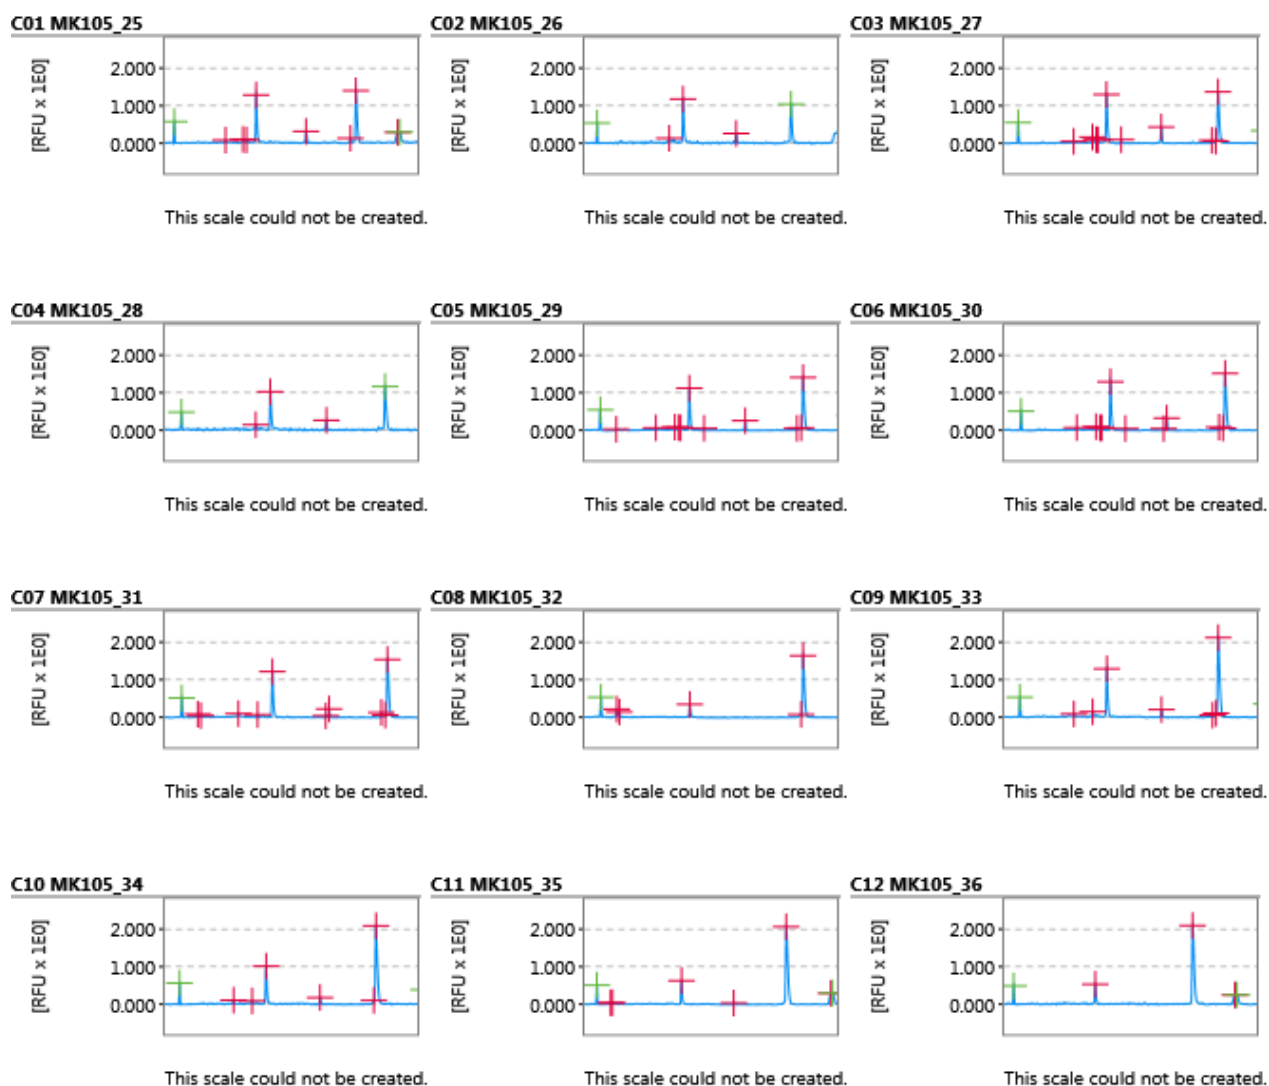 C01 MK105_25 C02 MK105_26 C03 MK105_27
[RFU x 1E0] [RFU x 1E0] [RFU x 1E0]
2.000 2.000 2.000
1.000 1.000 1.000
0.000 0.000 0.000
This scale could not be created. This scale could not be created. This scale could not be created.
C04 MK105_28 C05 MK105_29 C06 MK105_30
[RFU x 1E0] [RFU x 1E0] [RFU x 1E0]
2.000 2.000 2.000
1.000 1.000 1.000
0.000 0.000 0.000
This scale could not be created. This scale could not be created. This scale could not be created.
C07 MK105_31 C08 MK105_32 C09 MK105_33
[RFU x 1E0] [RFU x 1E0] [RFU x 1E0]
2.000 2.000 2.000
1.000 1.000 1.000
0.000 0.000 0.000
This scale could not be created. This scale could not be created. This scale could not be created.
C10 MK105_34 C11 MK105_35 C12 MK105_36
[RFU x 1E0] [RFU x 1E0] [RFU x 1E0]
2.000 2.000 2.000
1.000 1.000 1.000
0.000 0.000 0.000
This scale could not be created. This scale could not be created. This scale could not be created.